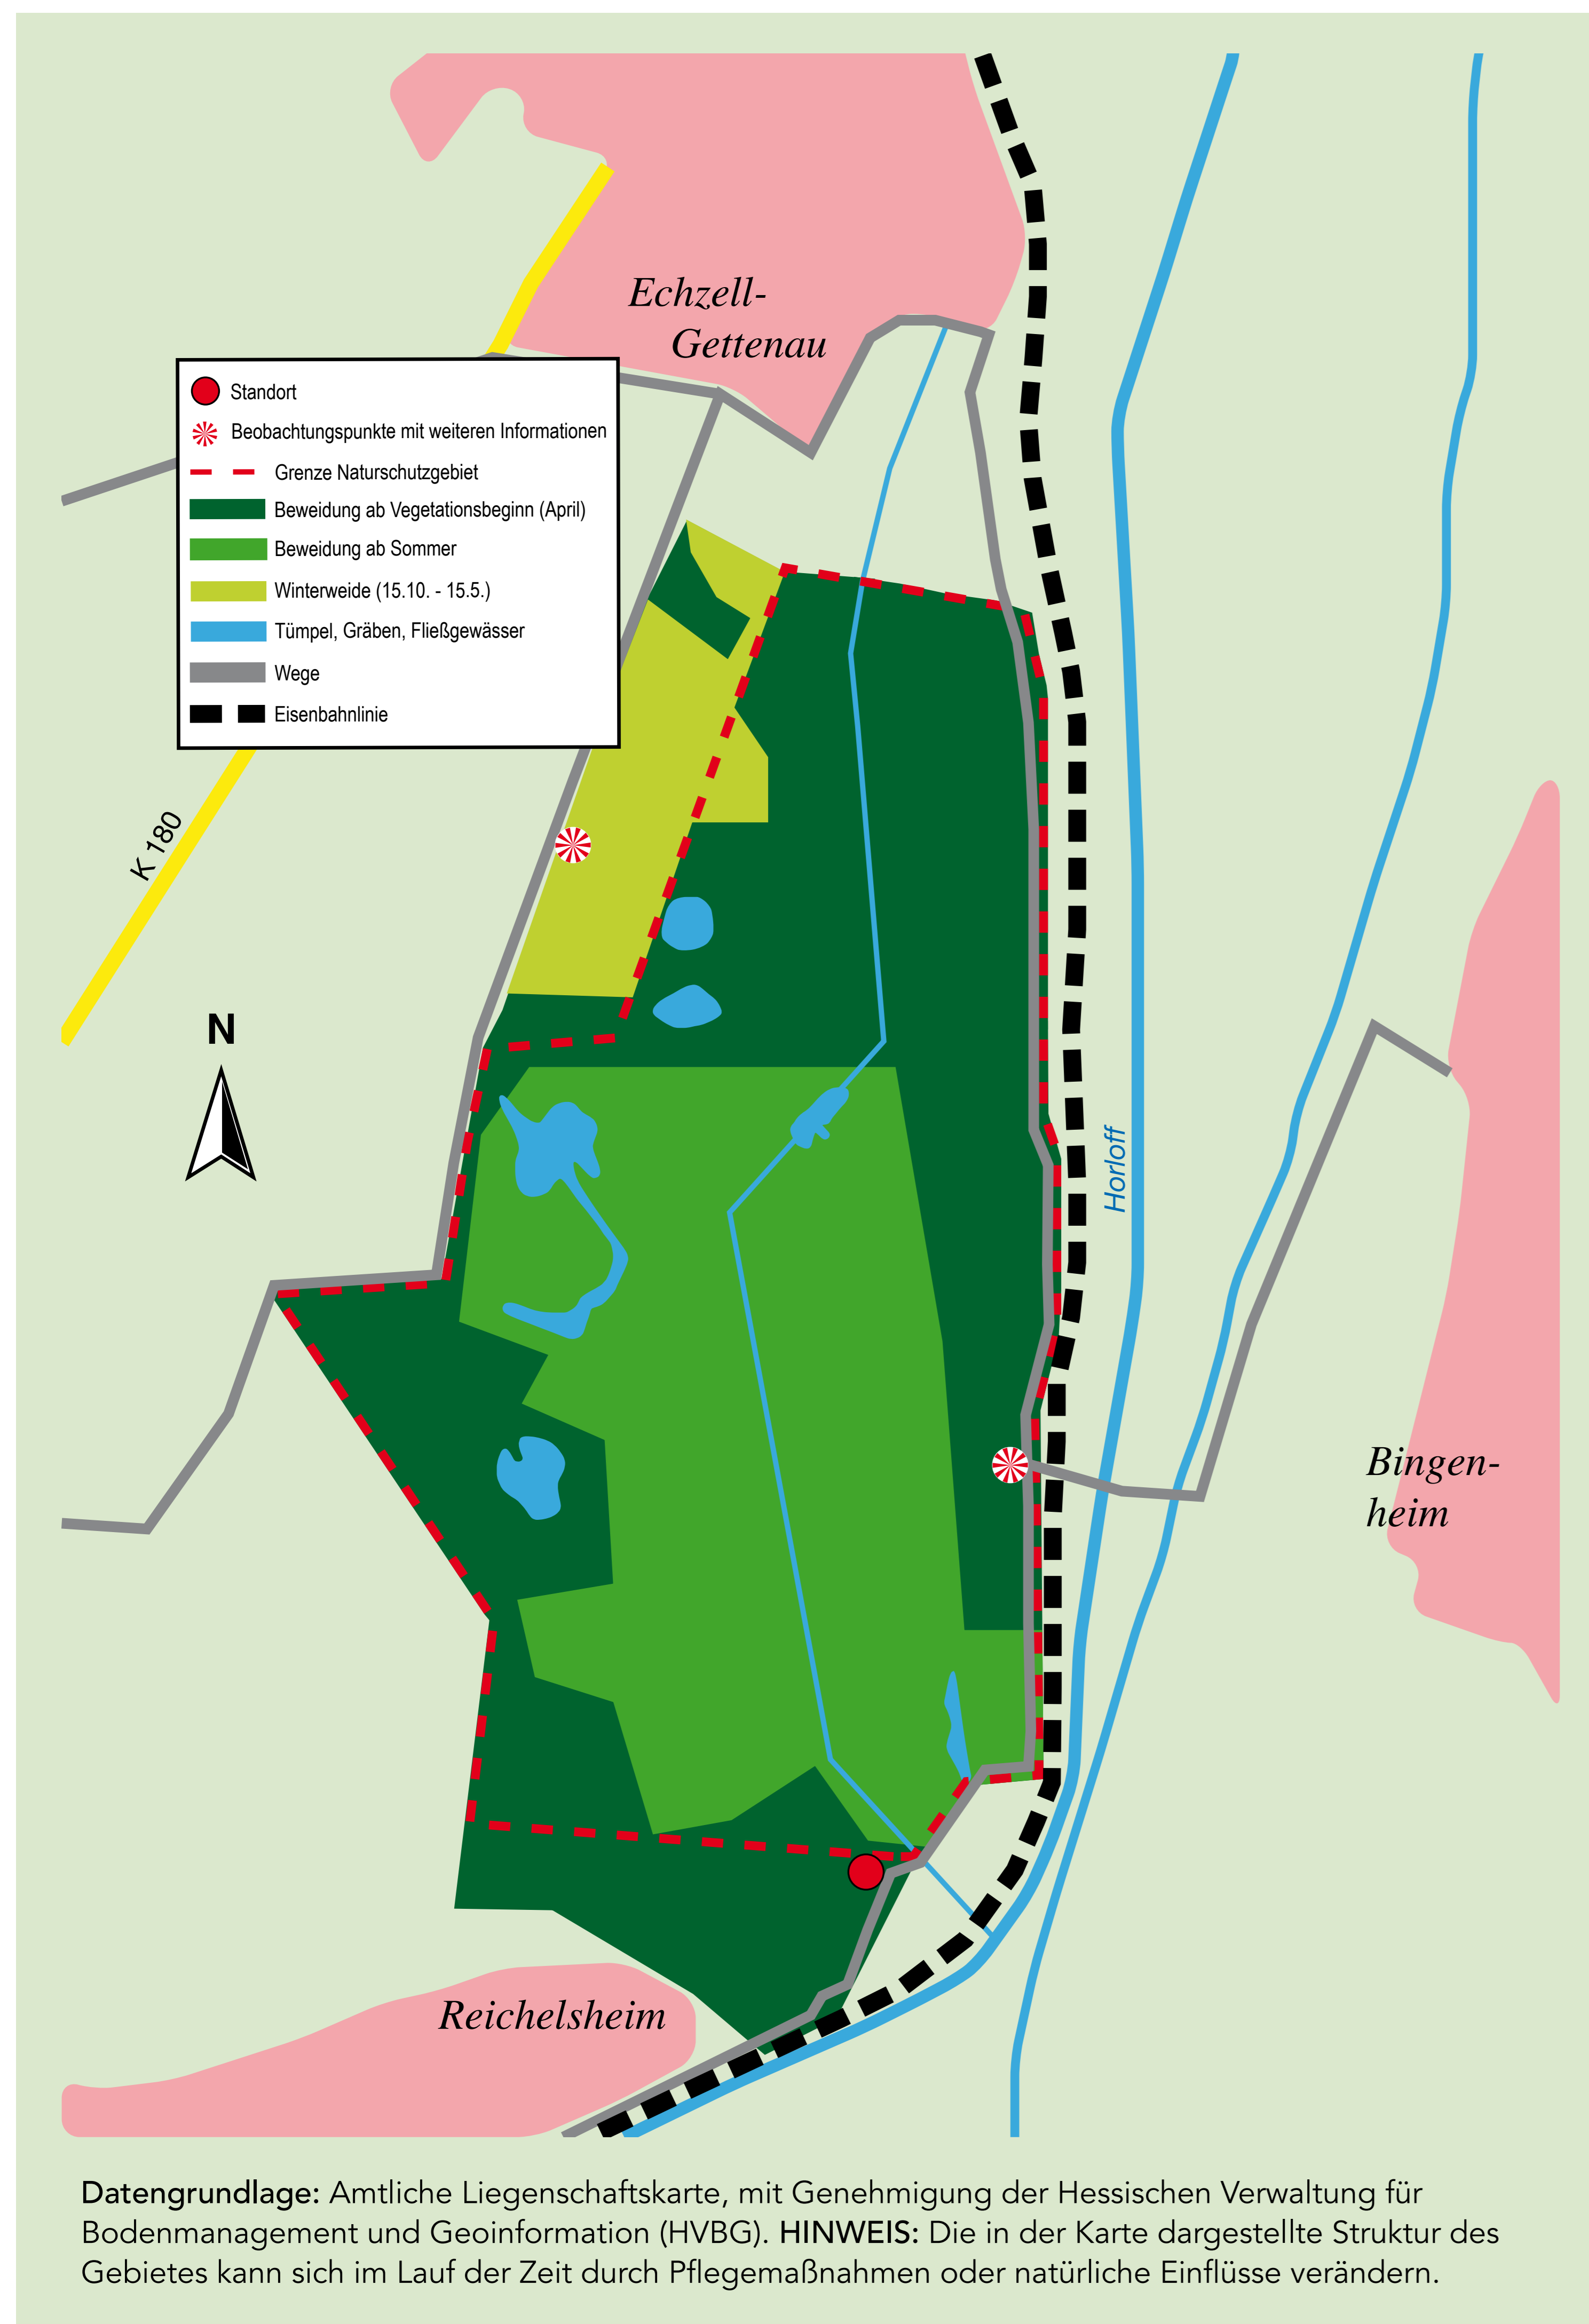 Echzell-
Gettenau
Standort
Beobachtungspunkte mit weiteren Informationen
Grenze Naturschutzgebiet
Beweidung ab Vegetationsbeginn (April)
Beweidung ab Sommer
Winterweide (15.10. - 15.5.)
Tümpel, Gräben, Fließgewässer
Wege
Eisenbahnlinie
K 180
N
Horloff
Bingen-
heim
Reichelsheim
Datengrundlage: Amtliche Liegenschaftskarte, mit Genehmigung der Hessischen Verwaltung für
Bodenmanagement und Geoinformation (HVBG). HINWEIS: Die in der Karte dargestellte Struktur des
Gebietes kann sich im Lauf der Zeit durch Pflegemaßnahmen oder natürliche Einflüsse verändern.